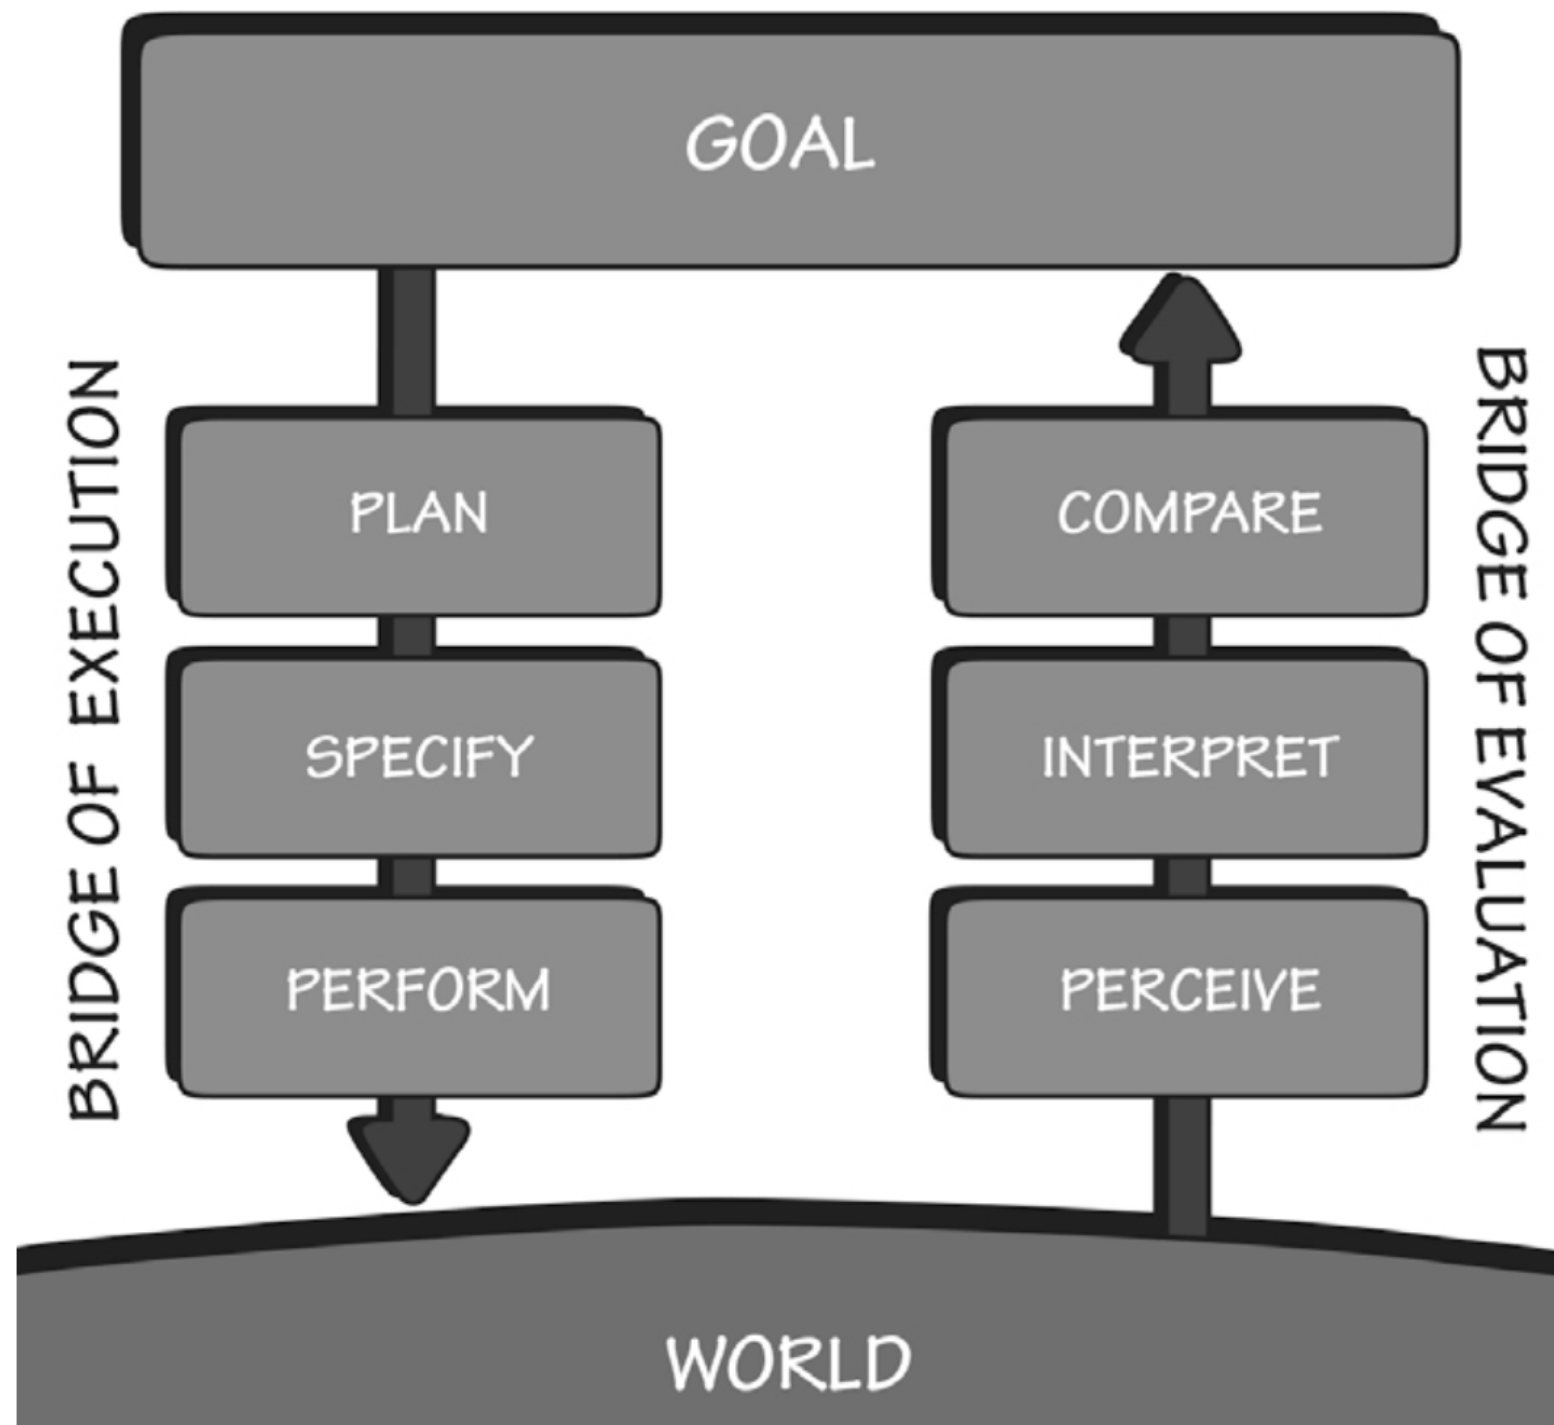 GOAL
BRIDGE OF EXECUTION
PLAN
SPECIFY
PERFORM
COMPARE
INTERPRET
PERCEIVE
BRIDGE OF EVALUATION
WORLD